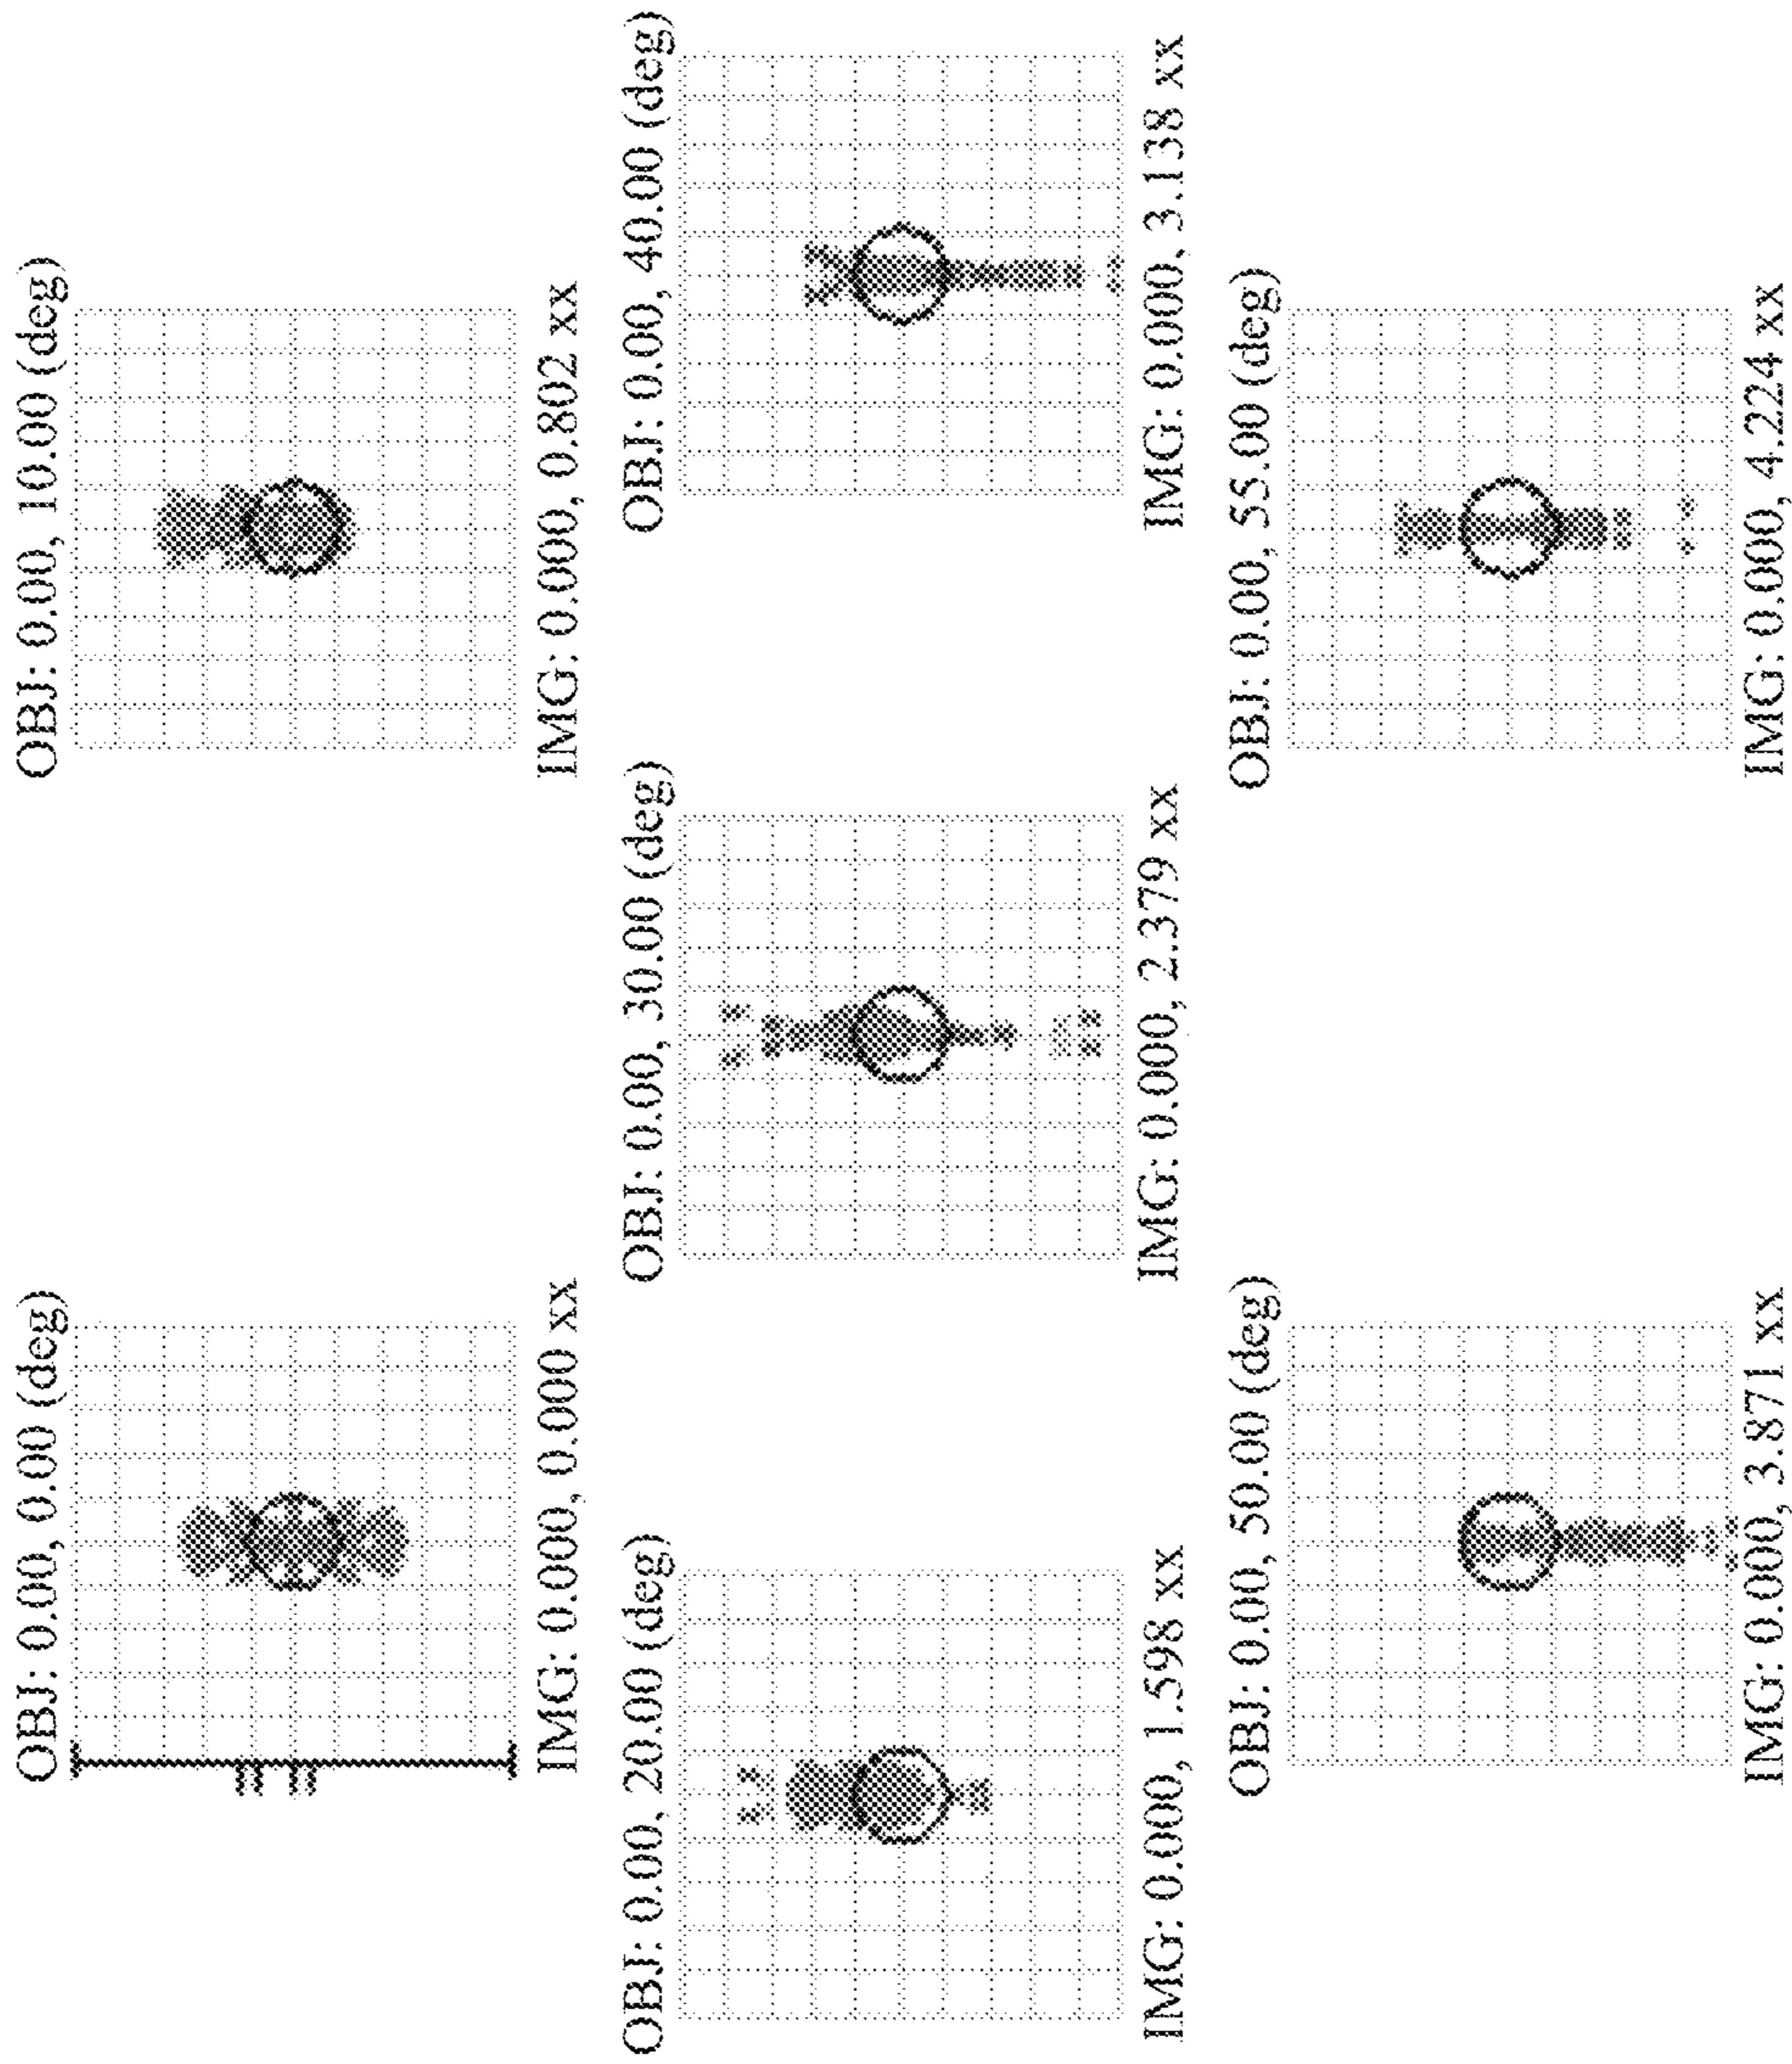 OBJ: 0.00, 0.00 (deg)
IMG: 0.000, 0.000 xx
OBJ: 0.00, 10.00 (deg)
IMG: 0.000, 0.802 xx
OBJ: 0.00, 20.00 (deg)
IMG: 0.000, 1.598 xx
OBJ: 0.00, 30.00 (deg)
IMG: 0.000, 2.379 xx
OBJ: 0.00, 40.00 (deg)
IMG: 0.000, 3.138 xx
OBJ: 0.00, 50.00 (deg)
IMG: 0.000, 3.871 xx
OBJ: 0.00, 55.00 (deg)
IMG: 0.000, 4.224 xx